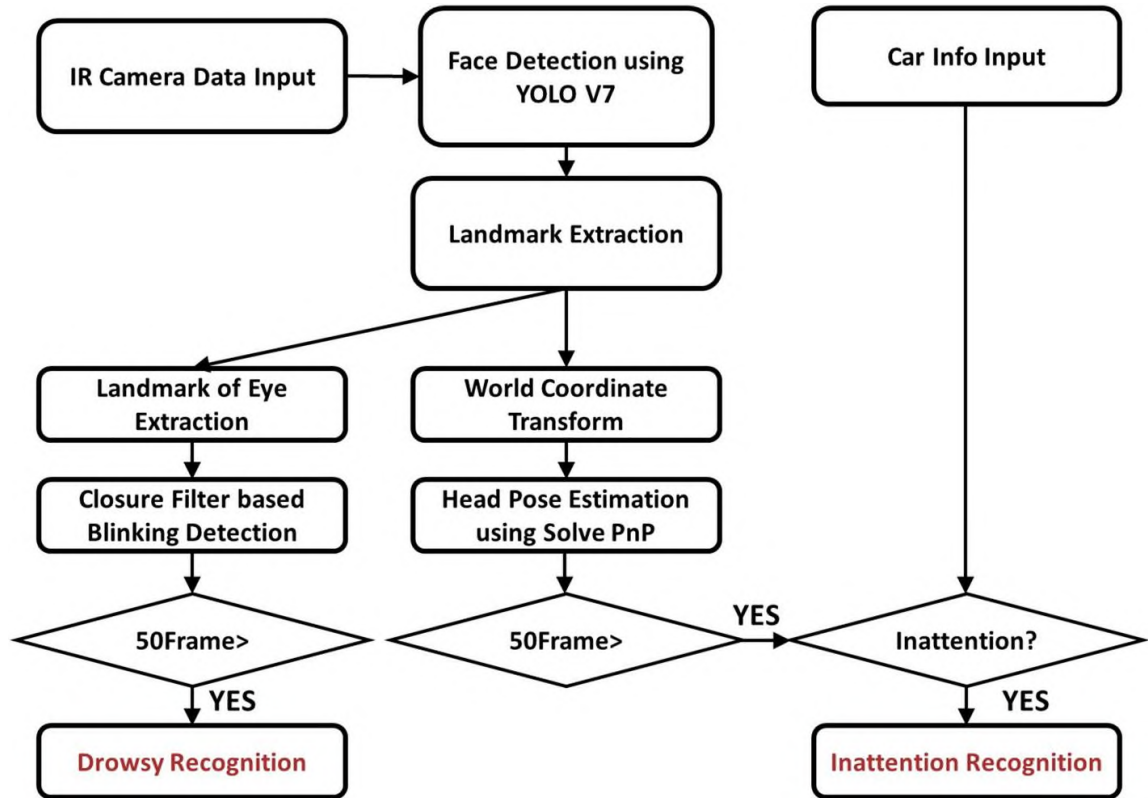 IR Camera Data Input
Face Detection using
YOLO V7
Car Info Input
Landmark Extraction
Landmark of Eye
Extraction
World Coordinate
Transform
Closure Filter based
Blinking Detection
Head Pose Estimation
using Solve PnP
50Frame>
50Frame>
YES
Inattention?
YES
YES
Drowsy Recognition
Inattention Recognition